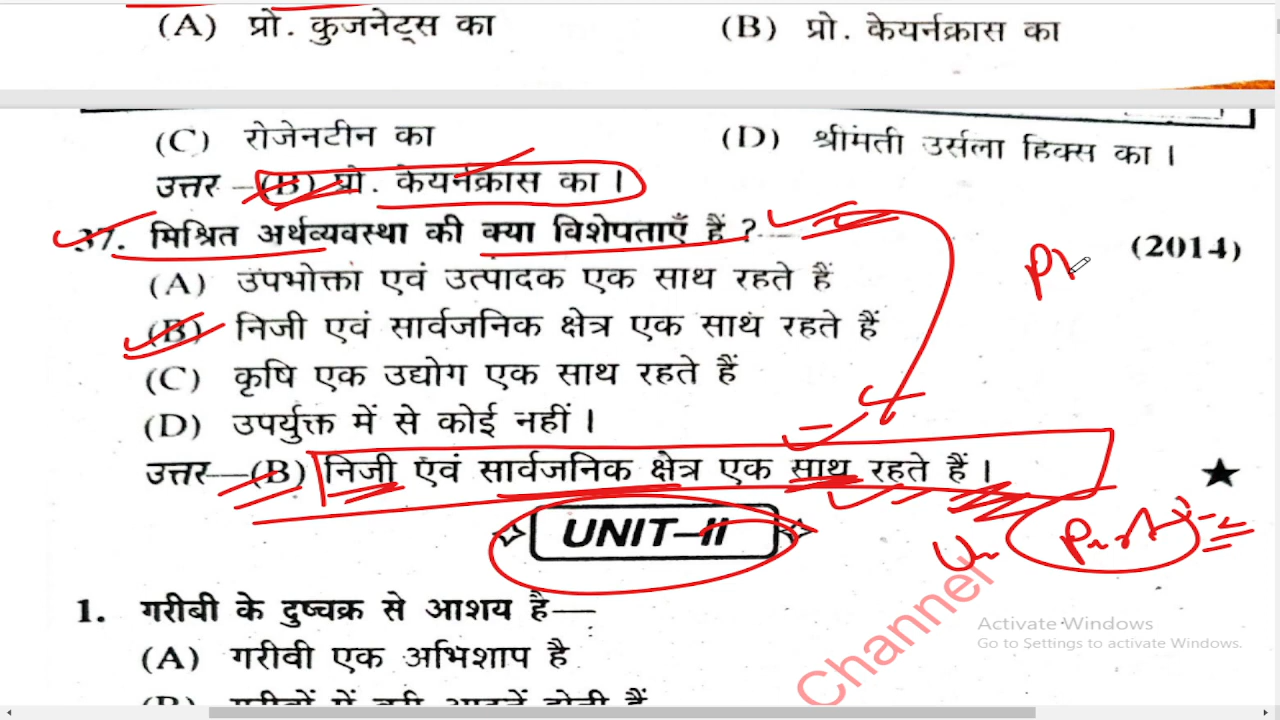 (A) प्रो. कुजनेट्स का (B) प्रो. केयर्नक्रास का
(C) रोजेनटीन का (D) श्रीमती उर्सला हिक्स का।
उत्तर –(B) प्रो. केयर्नक्रास का।
37. मिश्रित अर्थव्यवस्था की क्या विशेषताएँ हैं ?— (2014)
(A) उपभोक्ता एवं उत्पादक एक साथ रहते हैं
(B) निजी एवं सार्वजनिक क्षेत्र एक साथ रहते हैं
(C) कृषि एक उद्योग एक साथ रहते हैं
(D) उपर्युक्त में से कोई नहीं।
उत्तर—(B) निजी एवं सार्वजनिक क्षेत्र एक साथ रहते हैं। ★
UNIT–II
1. गरीबी के दुष्चक्र से आशय है—
(A) गरीवी एक अभिशाप है
Channel
Activate Windows
Go to Settings to activate Windows.